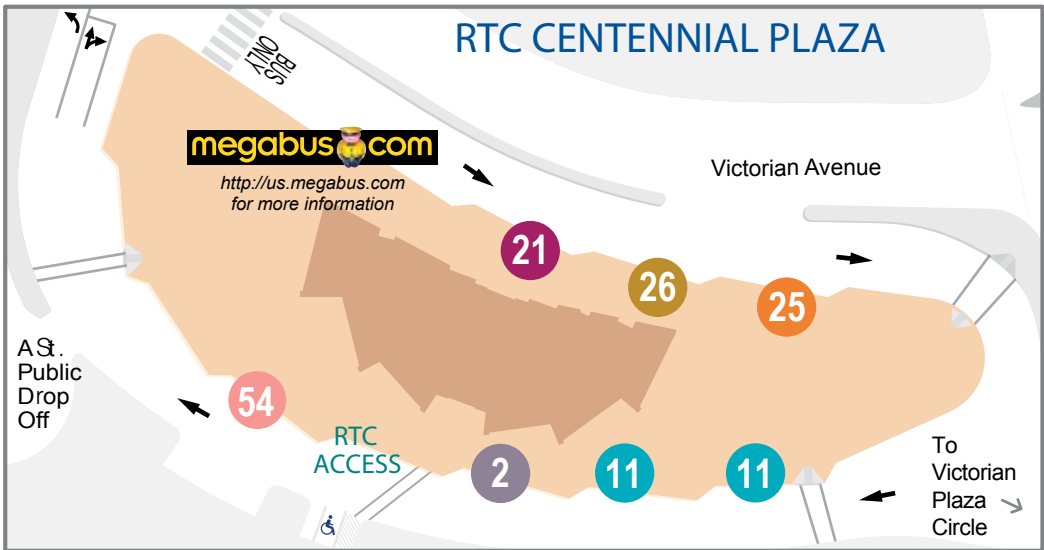 RTC CENTENNIAL PLAZA
BUS
ONLY
megabus com
http://us.megabus.com
for more information
Victorian Avenue
21
26
25
A St.
Public
Drop
Off
54
RTC
ACCESS
2
11
11
To
Victorian
Plaza
Circle